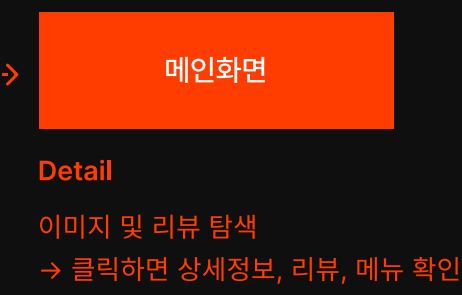 메인화면
Detail
이미지 및 리뷰 탐색
→ 클릭하면 상세정보, 리뷰, 메뉴 확인